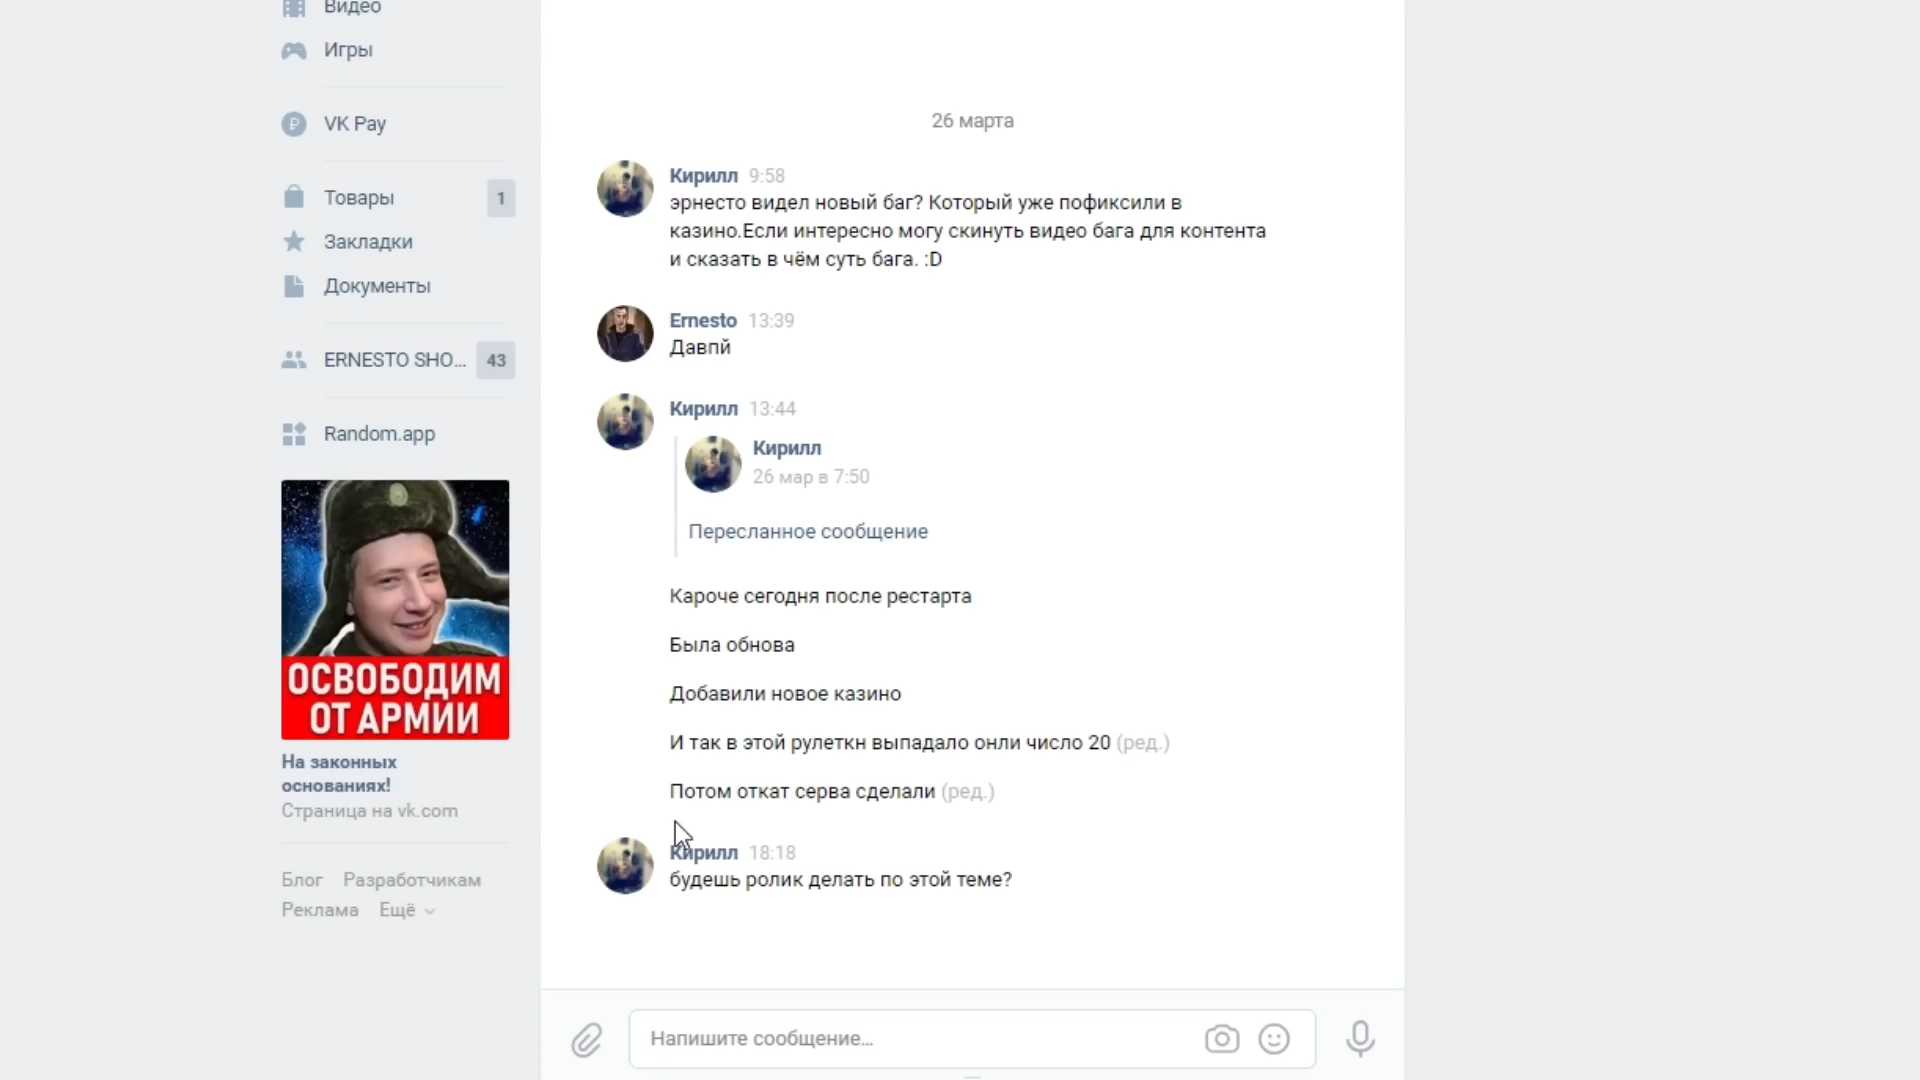 Видео
Игры
VK Pay
Товары 1
Закладки
Документы
ERNESTO SHO... 43
Random.app
ОСВОБОДИМ
ОТ АРМИИ
На законных
основаниях!
Страница на vk.com
Блог Разработчикам
Реклама Ещё
26 марта
Кирилл 9:58
эрнесто видел новый баг? Который уже пофиксили в
казино.Если интересно могу скинуть видео бага для контента
и сказать в чём суть бага. :D
Ernesto 13:39
Давпй
Кирилл 13:44
Кирилл
26 мар в 7:50
Пересланное сообщение
Кароче сегодня после рестарта
Была обнова
Добавили новое казино
И так в этой рулеткн выпадало онли число 20 (ред.)
Потом откат серва сделали (ред.)
Кирилл 18:18
будешь ролик делать по этой теме?
Напишите сообщение...